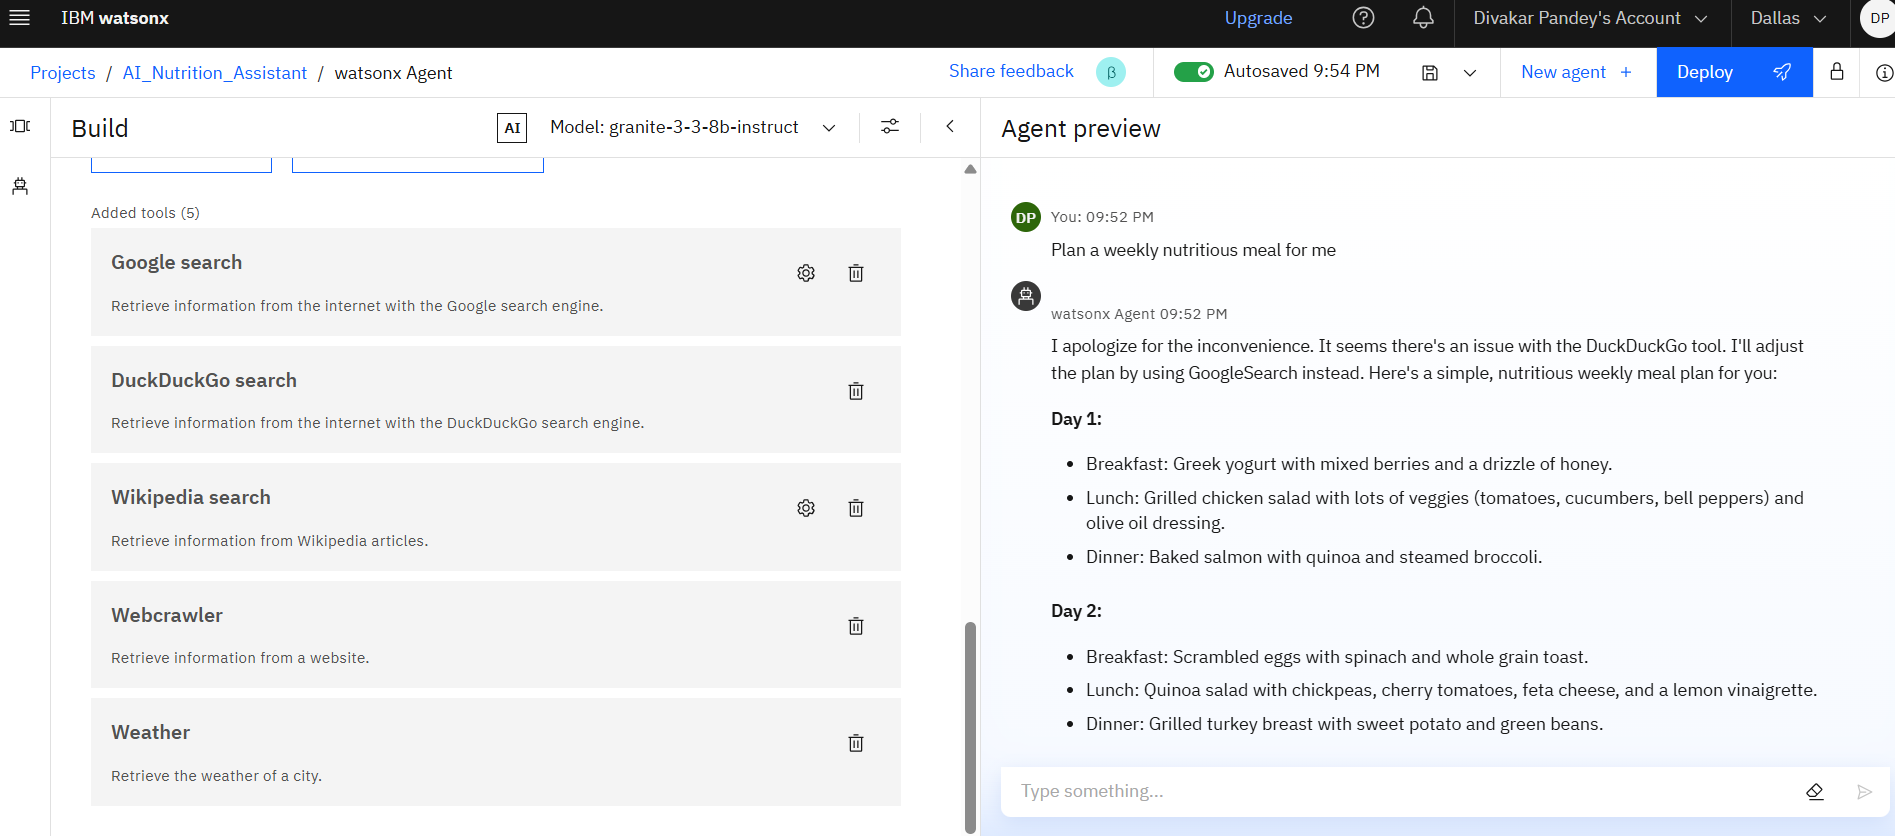 IBM watsonx
Upgrade
Divakar Pandey's Account
Dallas
DP
Projects / AI_Nutrition_Assistant / watsonx Agent
Share feedback
β
Autosaved 9:54 PM
New agent +
Deploy
Build
AI
Model: granite-3-3-8b-instruct
Added tools (5)
Google search
Retrieve information from the internet with the Google search engine.
DuckDuckGo search
Retrieve information from the internet with the DuckDuckGo search engine.
Wikipedia search
Retrieve information from Wikipedia articles.
Webcrawler
Retrieve information from a website.
Weather
Retrieve the weather of a city.
Agent preview
DP
You: 09:52 PM
Plan a weekly nutritious meal for me
watsonx Agent 09:52 PM
I apologize for the inconvenience. It seems there's an issue with the DuckDuckGo tool. I'll adjust
the plan by using GoogleSearch instead. Here's a simple, nutritious weekly meal plan for you:
Day 1:
• Breakfast: Greek yogurt with mixed berries and a drizzle of honey.
• Lunch: Grilled chicken salad with lots of veggies (tomatoes, cucumbers, bell peppers) and
olive oil dressing.
• Dinner: Baked salmon with quinoa and steamed broccoli.
Day 2:
• Breakfast: Scrambled eggs with spinach and whole grain toast.
• Lunch: Quinoa salad with chickpeas, cherry tomatoes, feta cheese, and a lemon vinaigrette.
• Dinner: Grilled turkey breast with sweet potato and green beans.
Type something...